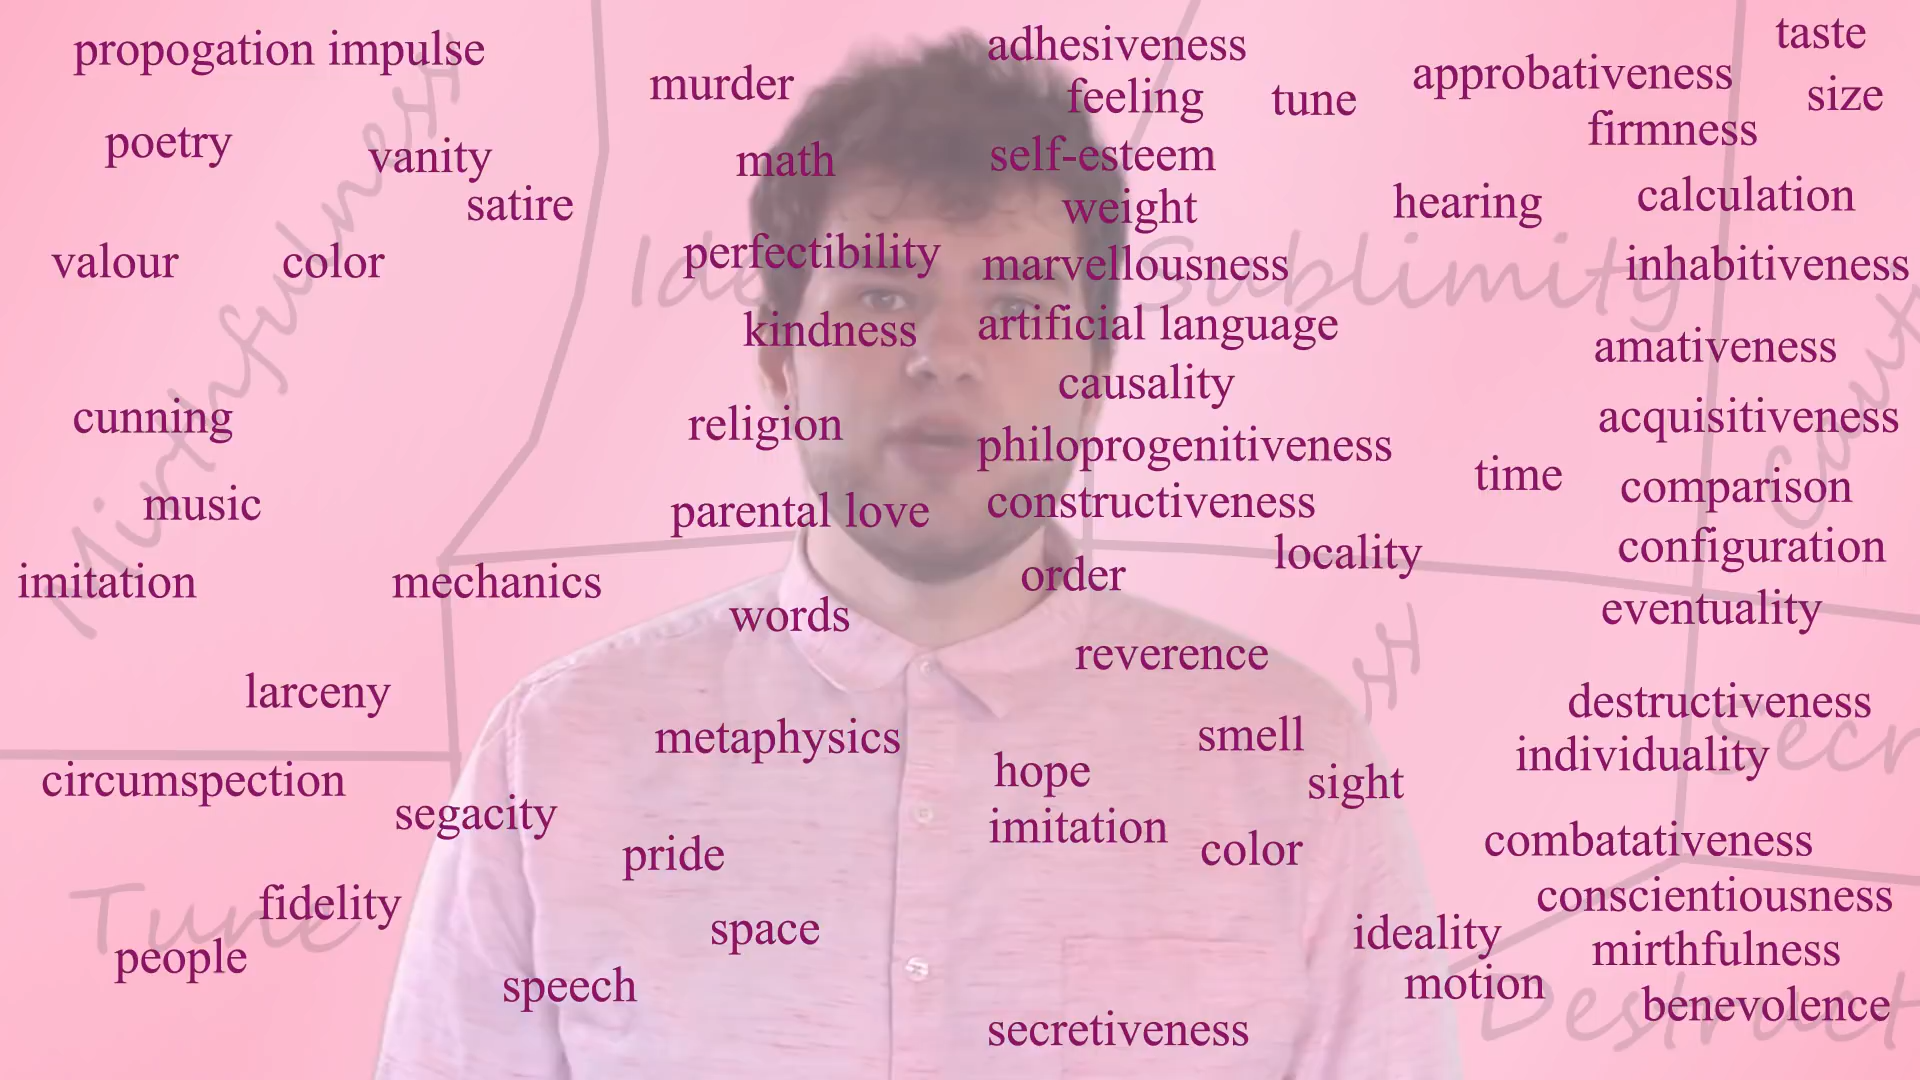 propogation impulse
poetry
vanity
satire
valour
color
cunning
music
imitation
mechanics
larceny
circumspection
segacity
fidelity
people
speech
murder
math
perfectibility
kindness
religion
parental love
words
metaphysics
pride
space
adhesiveness
feeling
tune
self-esteem
weight
marvellousness
artificial language
causality
philoprogenitiveness
constructiveness
locality
order
reverence
smell
hope
sight
imitation
color
secretiveness
taste
approbativeness
size
firmness
hearing
calculation
inhabitiveness
amativeness
acquisitiveness
time
comparison
configuration
eventuality
destructiveness
individuality
combatativeness
conscientiousness
ideality
mirthfulness
motion
benevolence
Mirthfulness
Sublimity
Tune